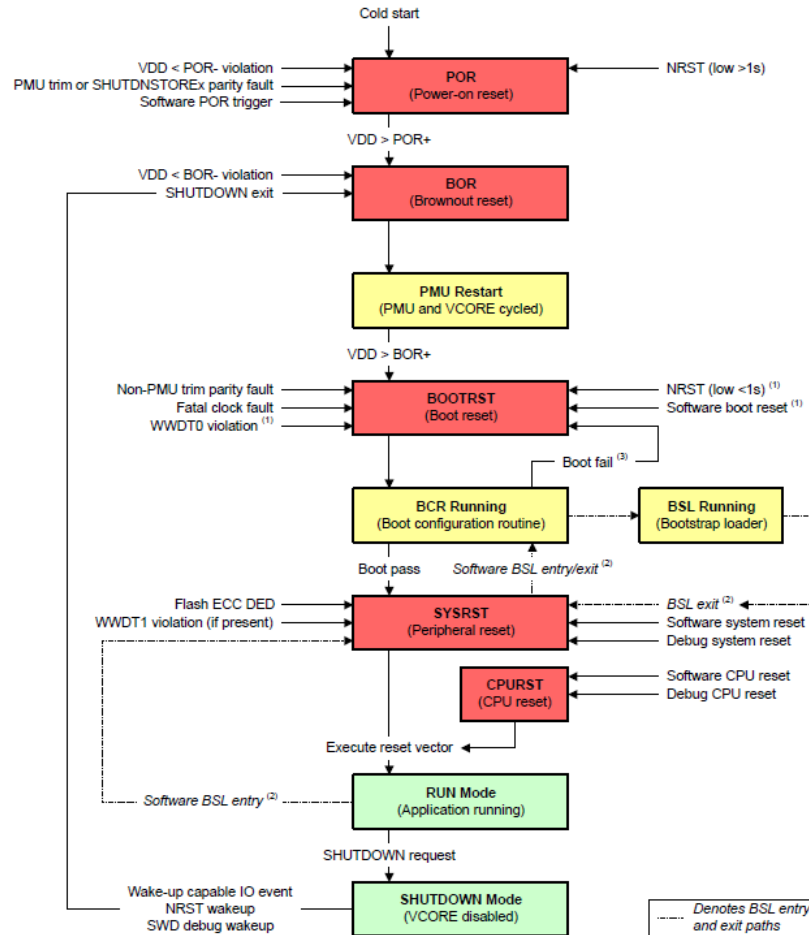 Cold start
VDD < POR- violation
PMU trim or SHUTDNSTOREx parity fault
Software POR trigger
POR
(Power-on reset)
NRST (low >1s)
VDD > POR+
VDD < BOR- violation
SHUTDOWN exit
BOR
(Brownout reset)
PMU Restart
(PMU and VCORE cycled)
VDD > BOR+
Non-PMU trim parity fault
Fatal clock fault
WWDT0 violation (1)
BOOTRST
(Boot reset)
NRST (low <1s) (1)
Software boot reset (1)
Boot fail (3)
BCR Running
(Boot configuration routine)
BSL Running
(Bootstrap loader)
Boot pass
Software BSL entry/exit (2)
Flash ECC DED
WWDT1 violation (if present)
SYSRST
(Peripheral reset)
BSL exit (2)
Software system reset
Debug system reset
CPURST
(CPU reset)
Software CPU reset
Debug CPU reset
Execute reset vector
Software BSL entry (2)
RUN Mode
(Application running)
SHUTDOWN request
Wake-up capable IO event
NRST wakeup
SWD debug wakeup
SHUTDOWN Mode
(VCORE disabled)
Denotes BSL entry
and exit paths